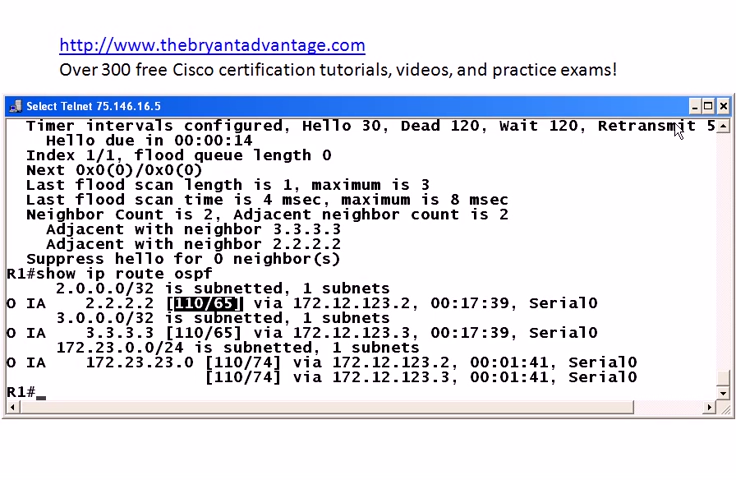 http://www.thebryantadvantage.com
Over 300 free Cisco certification tutorials, videos, and practice exams!
Select Telnet 75.146.16.5
Timer intervals configured, Hello 30, Dead 120, Wait 120, Retransmit 5
Hello due in 00:00:14
Index 1/1, flood queue length 0
Next 0x0(0)/0x0(0)
Last flood scan length is 1, maximum is 3
Last flood scan time is 4 msec, maximum is 8 msec
Neighbor Count is 2, Adjacent neighbor count is 2
Adjacent with neighbor 3.3.3.3
Adjacent with neighbor 2.2.2.2
Suppress hello for 0 neighbor(s)
R1#show ip route ospf
2.0.0.0/32 is subnetted, 1 subnets
O IA 2.2.2.2 [110/65] via 172.12.123.2, 00:17:39, Serial0
3.0.0.0/32 is subnetted, 1 subnets
O IA 3.3.3.3 [110/65] via 172.12.123.3, 00:17:39, Serial0
172.23.0.0/24 is subnetted, 1 subnets
O IA 172.23.23.0 [110/74] via 172.12.123.2, 00:01:41, Serial0
[110/74] via 172.12.123.3, 00:01:41, Serial0
R1#_